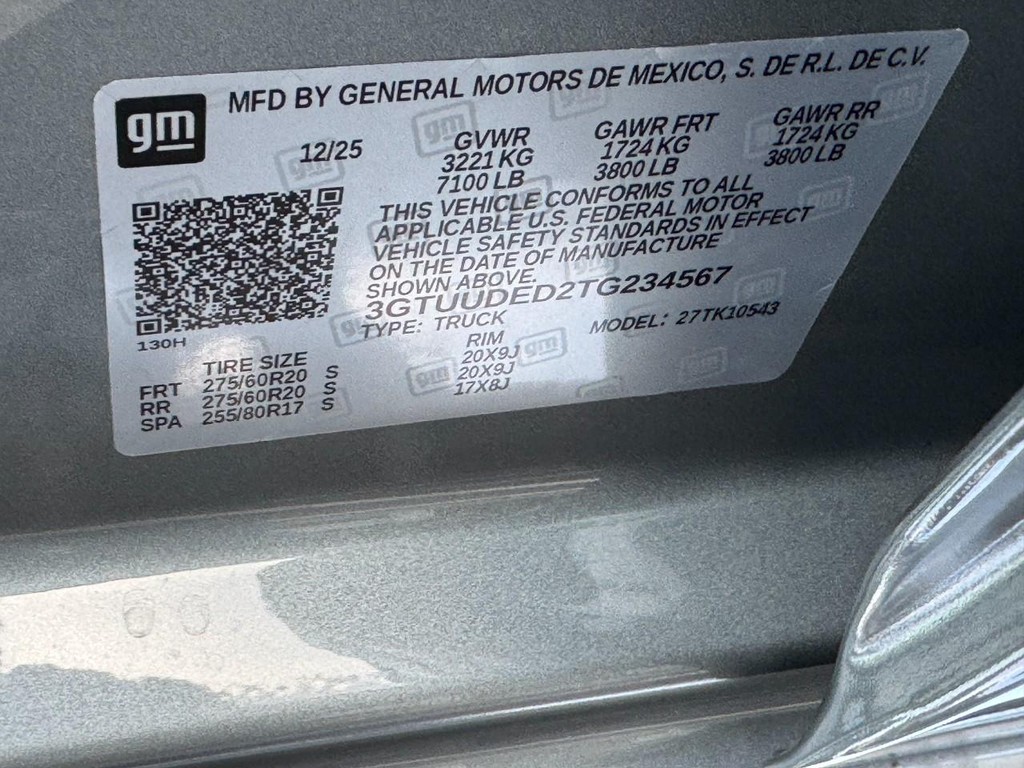 gm
MFD BY GENERAL MOTORS DE MEXICO, S. DE R.L. DE C.V.
12/25
GVWR GAWR FRT GAWR RR
3221 KG 1724 KG 1724 KG
7100 LB 3800 LB 3800 LB
THIS VEHICLE CONFORMS TO ALL
APPLICABLE U.S. FEDERAL MOTOR
VEHICLE SAFETY STANDARDS IN EFFECT
ON THE DATE OF MANUFACTURE
SHOWN ABOVE.
3GTUUDED2TG234567
TYPE: TRUCK MODEL: 27TK10543
130H
TIRE SIZE RIM
FRT 275/60R20 S 20X9J
RR 275/60R20 S 20X9J
SPA 255/80R17 S 17X8J